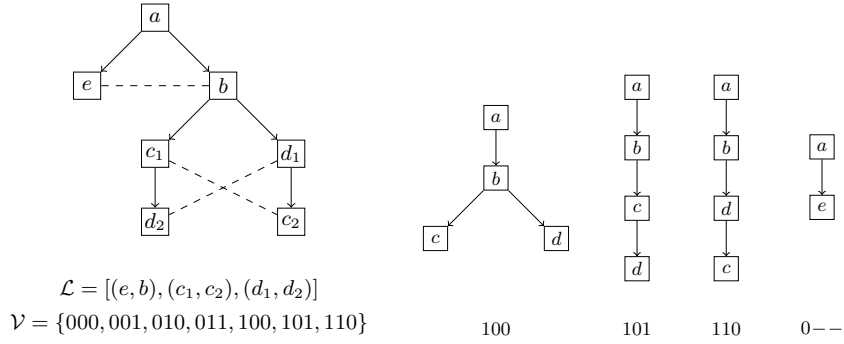 a
e
b
c₁
d₁
d₂
c₂
ℒ = [(e, b), (c₁, c₂), (d₁, d₂)]
𝒱 = {000, 001, 010, 011, 100, 101, 110}
a
b
c
d
100
a
b
c
d
101
a
b
d
c
110
a
e
0−−